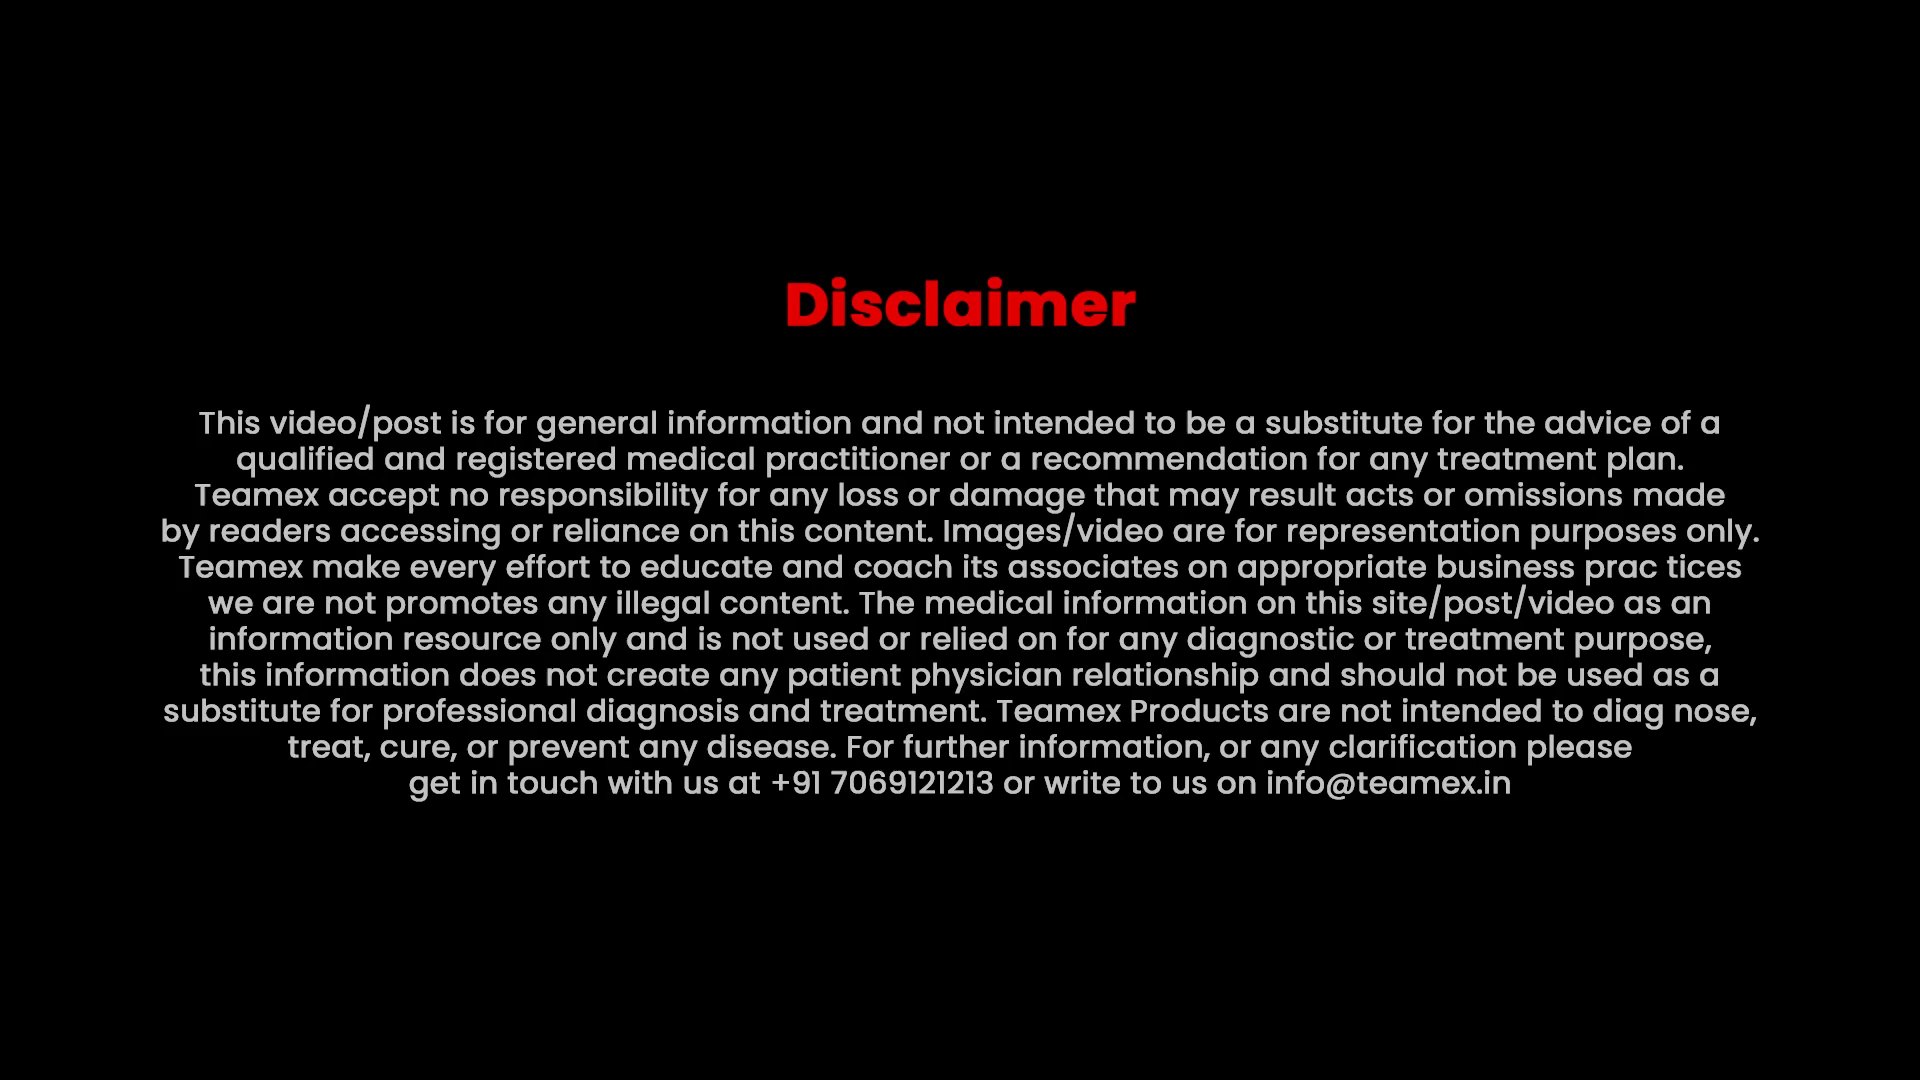 Disclaimer
This video/post is for general information and not intended to be a substitute for the advice of a
qualified and registered medical practitioner or a recommendation for any treatment plan.
Teamex accept no responsibility for any loss or damage that may result acts or omissions made
by readers accessing or reliance on this content. Images/video are for representation purposes only.
Teamex make every effort to educate and coach its associates on appropriate business prac tices
we are not promotes any illegal content. The medical information on this site/post/video as an
information resource only and is not used or relied on for any diagnostic or treatment purpose,
this information does not create any patient physician relationship and should not be used as a
substitute for professional diagnosis and treatment. Teamex Products are not intended to diag nose,
treat, cure, or prevent any disease. For further information, or any clarification please
get in touch with us at +91 7069121213 or write to us on info@teamex.in